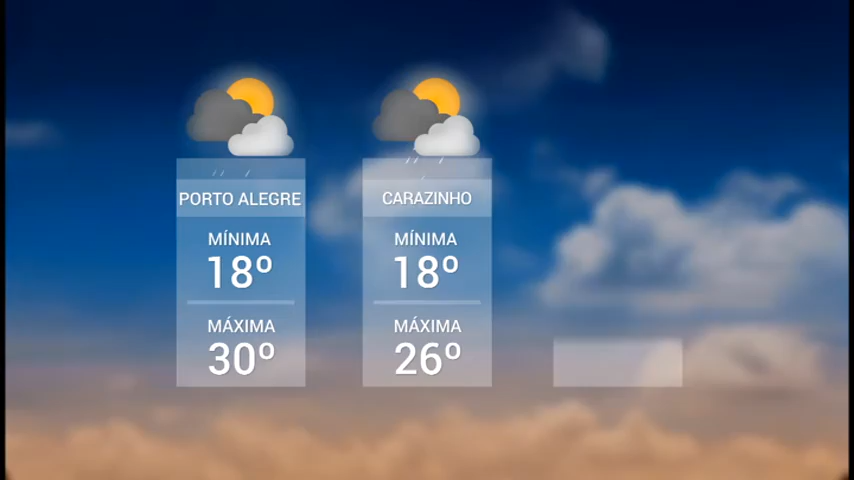 PORTO ALEGRE
MÍNIMA
18º
MÁXIMA
30º
CARAZINHO
MÍNIMA
18º
MÁXIMA
26º